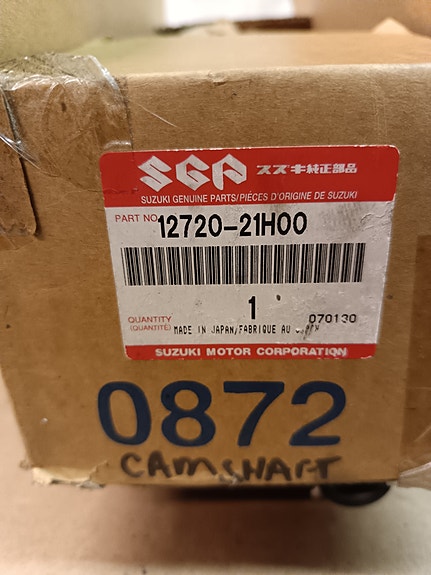 SGP スズキ純正部品
SUZUKI GENUINE PARTS/PIÈCES D'ORIGINE DE SUZUKI
PART NO. 12720-21H00
QUANTITY 1 070130
(QUANTITÉ) MADE IN JAPAN/FABRIQUE AU JAPON
SUZUKI MOTOR CORPORATION
0872
CAMSHAFT